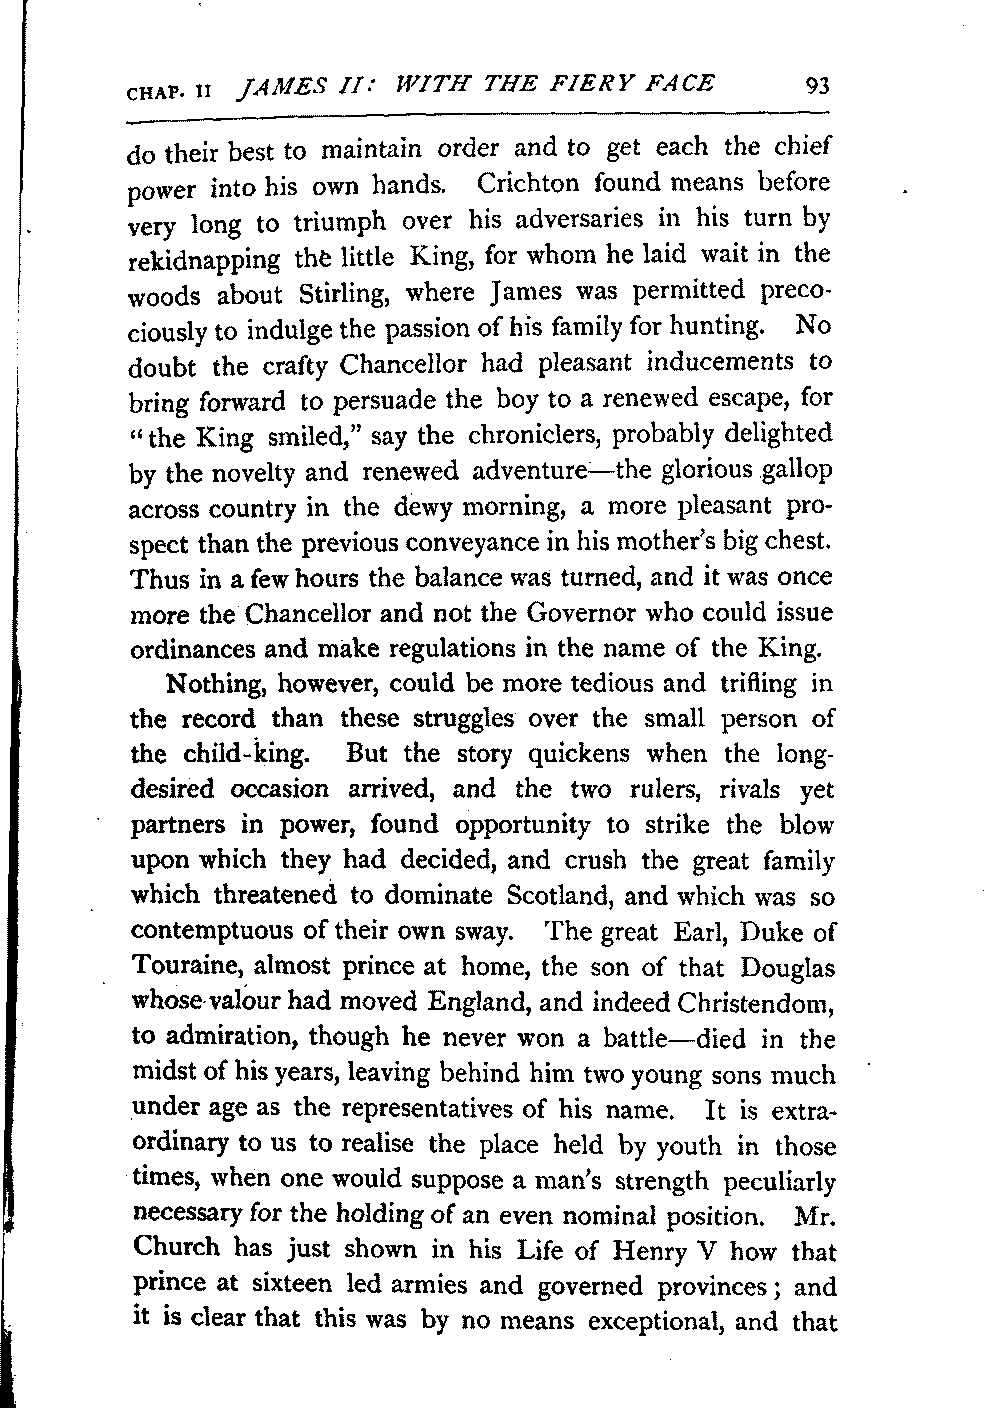 CHAP. II JAMES II: WITH THE FIERY FACE 93
do their best to maintain order and to get each the chief
power into his own hands. Crichton found means before
very long to triumph over his adversaries in his turn by
rekidnapping the little King, for whom he laid wait in the
woods about Stirling, where James was permitted preco-
ciously to indulge the passion of his family for hunting. No
doubt the crafty Chancellor had pleasant inducements to
bring forward to persuade the boy to a renewed escape, for
“the King smiled,” say the chroniclers, probably delighted
by the novelty and renewed adventure—the glorious gallop
across country in the dewy morning, a more pleasant pro-
spect than the previous conveyance in his mother's big chest.
Thus in a few hours the balance was turned, and it was once
more the Chancellor and not the Governor who could issue
ordinances and make regulations in the name of the King.
Nothing, however, could be more tedious and trifling in
the record than these struggles over the small person of
the child-king. But the story quickens when the long-
desired occasion arrived, and the two rulers, rivals yet
partners in power, found opportunity to strike the blow
upon which they had decided, and crush the great family
which threatened to dominate Scotland, and which was so
contemptuous of their own sway. The great Earl, Duke of
Touraine, almost prince at home, the son of that Douglas
whose valour had moved England, and indeed Christendom,
to admiration, though he never won a battle—died in the
midst of his years, leaving behind him two young sons much
under age as the representatives of his name. It is extra-
ordinary to us to realise the place held by youth in those
times, when one would suppose a man's strength peculiarly
necessary for the holding of an even nominal position. Mr.
Church has just shown in his Life of Henry V how that
prince at sixteen led armies and governed provinces; and
it is clear that this was by no means exceptional, and that